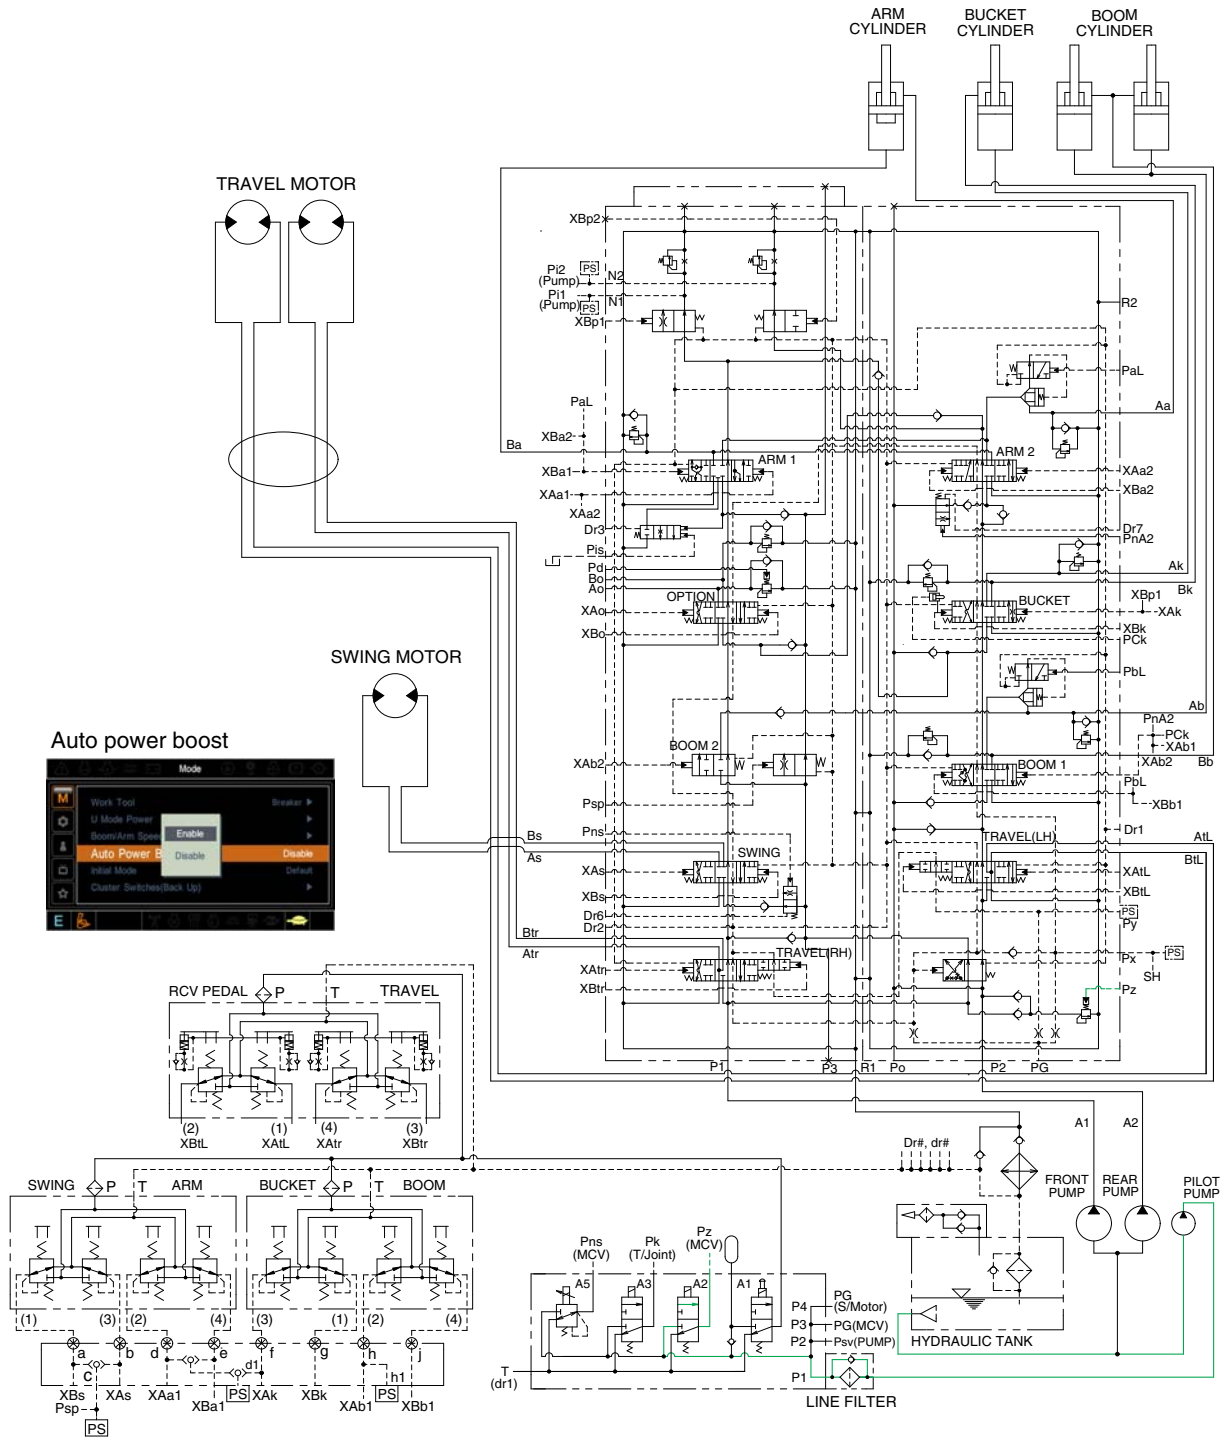 ARM
CYLINDER
BUCKET
CYLINDER
BOOM
CYLINDER
TRAVEL MOTOR
XBp2
Pi2
(Pump)
PS
N2
Pi1
(Pump)
PS
N1
XBp1
R2
PaL
Aa
PaL
XBa2
Ba
XBa1
ARM 1
ARM 2
XAa1
XAa2
XAa2
XBa2
Dr3
Dr7
PnA2
Pis
Pd
Bo
Ao
Ak
Bk
OPTION
BUCKET
XBp1
XAk
XAo
XBo
XBk
PCk
SWING MOTOR
PbL
Ab
PnA2
PCk
XAb1
XAb2
Bb
BOOM 2
BOOM 1
XAb2
PbL
XBb1
Psp
Pns
Dr1
AtL
Bs
As
SWING
TRAVEL(LH)
BtL
XAs
XAtL
XBs
XBtL
Dr6
Dr2
PS
Py
Btr
Atr
TRAVEL(RH)
Px
PS
SH
XAtr
XBtr
Pz
P1
P3
R1
Po
P2
PG
Auto power boost
Mode
M
Work Tool
Breaker
U Mode Power
Boom/Arm Spee
Enable
Auto Power B
Disable
Disable
Initial Mode
Default
Cluster Switches(Back Up)
E
RCV PEDAL
P
T
TRAVEL
(2)
(1)
(4)
(3)
XBtL
XAtL
XAtr
XBtr
A1
A2
Dr#, dr#
FRONT
PUMP
REAR
PUMP
PILOT
PUMP
SWING
P
T
ARM
BUCKET
P
T
BOOM
(1)
(3)
(2)
(4)
(3)
(1)
(2)
(4)
a
b
d
e
f
g
h
j
c
d1
h1
XBs
XAs
XAa1
XBa1
PS
XAk
XBk
XAb1
PS
XBb1
Psp
PS
Pns
(MCV)
Pk
(T/Joint)
Pz
(MCV)
A5
A3
A2
A1
PG
(S/Motor)
P4
P3
PG(MCV)
P2
Psv(PUMP)
P1
T
(dr1)
LINE FILTER
HYDRAULIC TANK